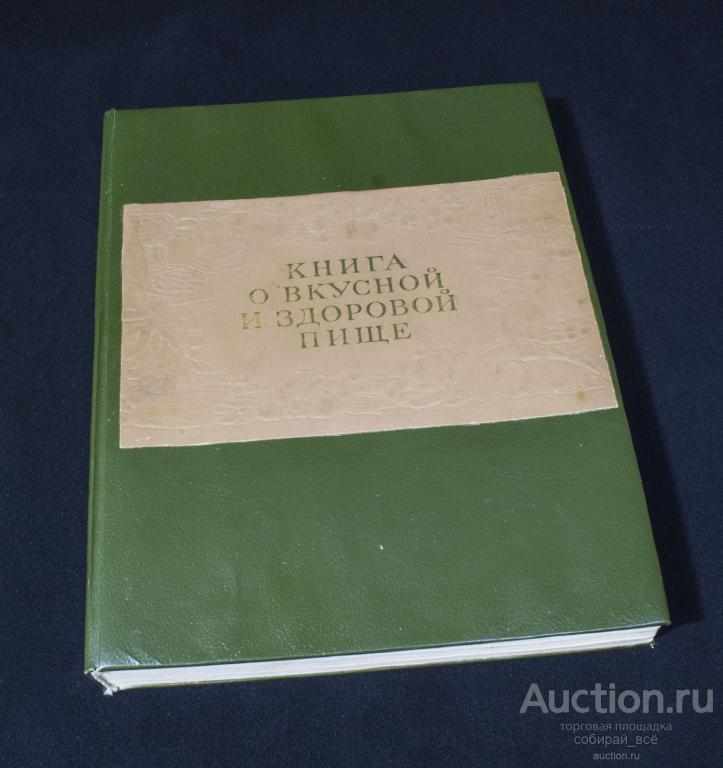 КНИГА
О ВКУСНОЙ
И ЗДОРОВОЙ
ПИЩЕ
Auction.ru
торговая площадка
собирай_всё
auction.ru